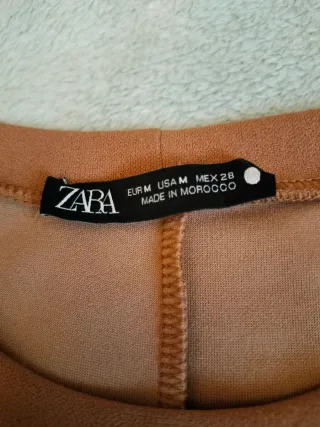 ZARA
EUR M USA M MEX 28
MADE IN MOROCCO